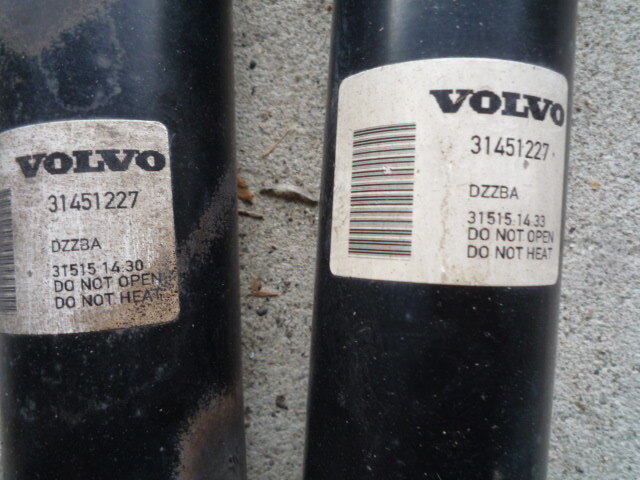 VOLVO
31451227
DZZBA
31515 14.30
DO NOT OPEN
DO NOT HEAT
VOLVO
31451227
DZZBA
31515 14.33
DO NOT OPEN
DO NOT HEAT